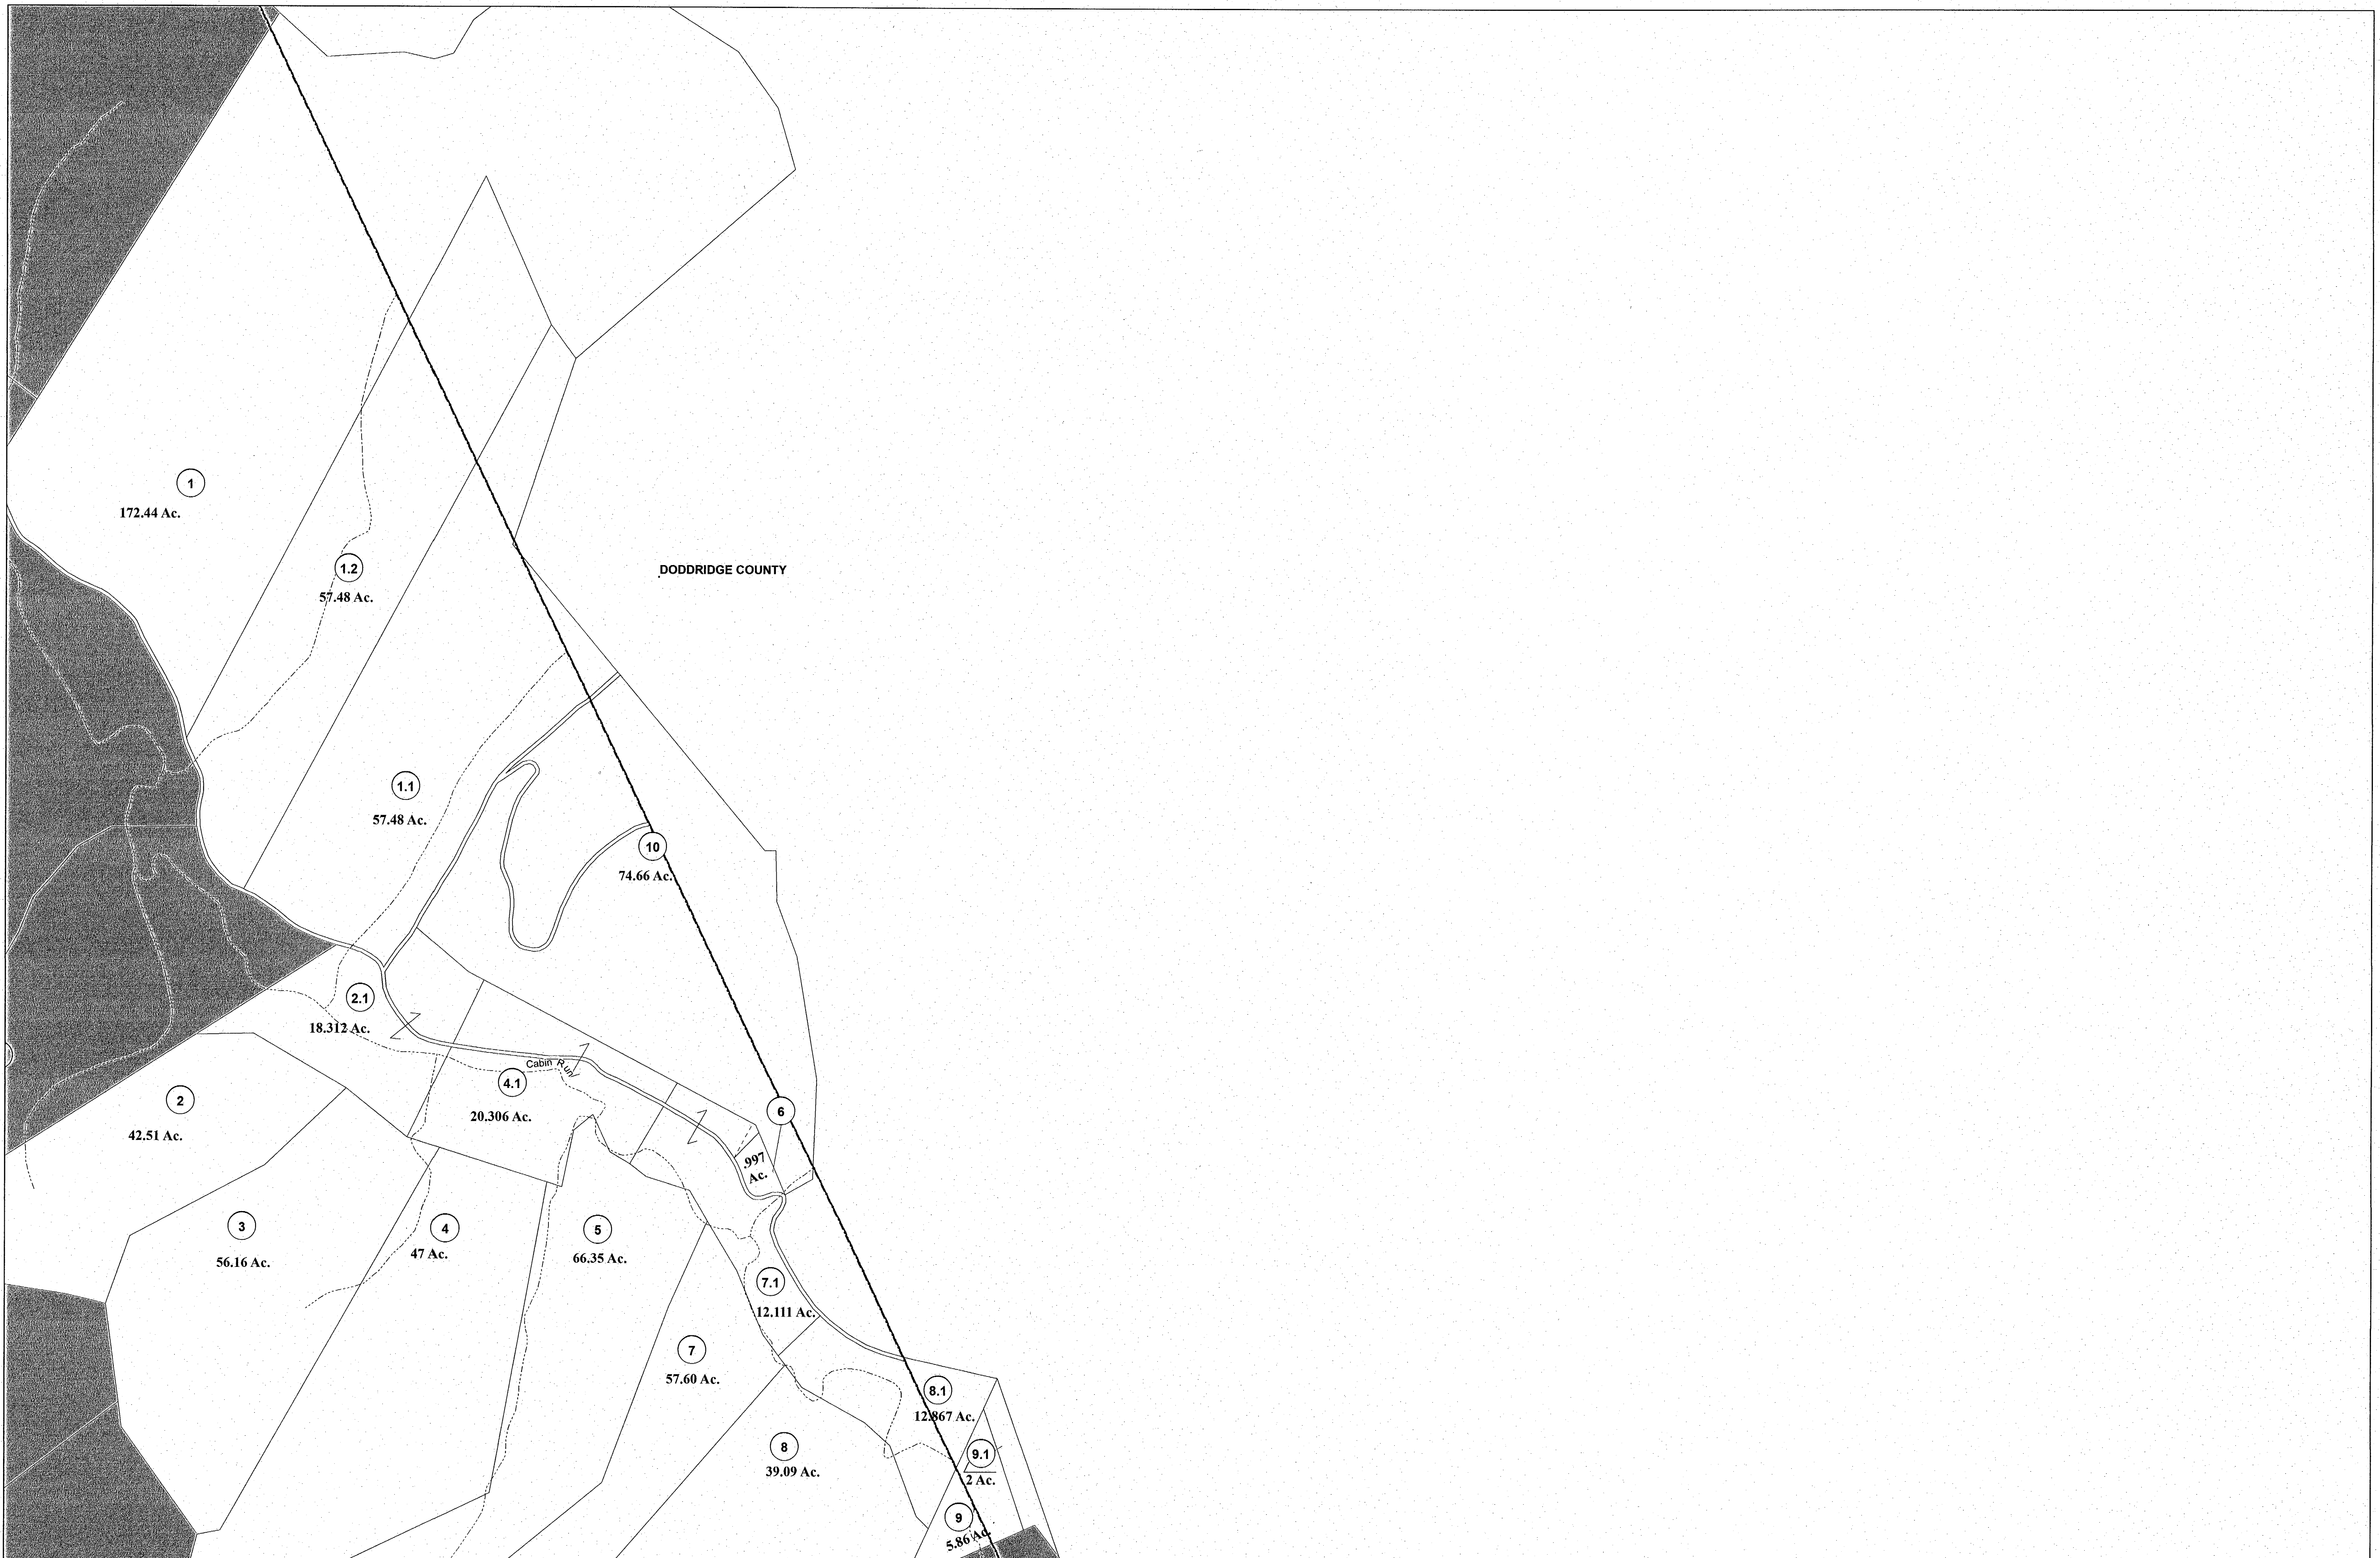 1
172.44 Ac.
1.2
57.48 Ac.
DODDRIDGE COUNTY
1.1
57.48 Ac.
10
74.66 Ac.
2.1
18.312 Ac.
Cabin Run
4.1
20.306 Ac.
2
42.51 Ac.
6
.997
Ac.
3
56.16 Ac.
4
47 Ac.
5
66.35 Ac.
7.1
12.111 Ac.
7
57.60 Ac.
8.1
12.867 Ac.
8
39.09 Ac.
9.1
2 Ac.
9
5.86 Ac.